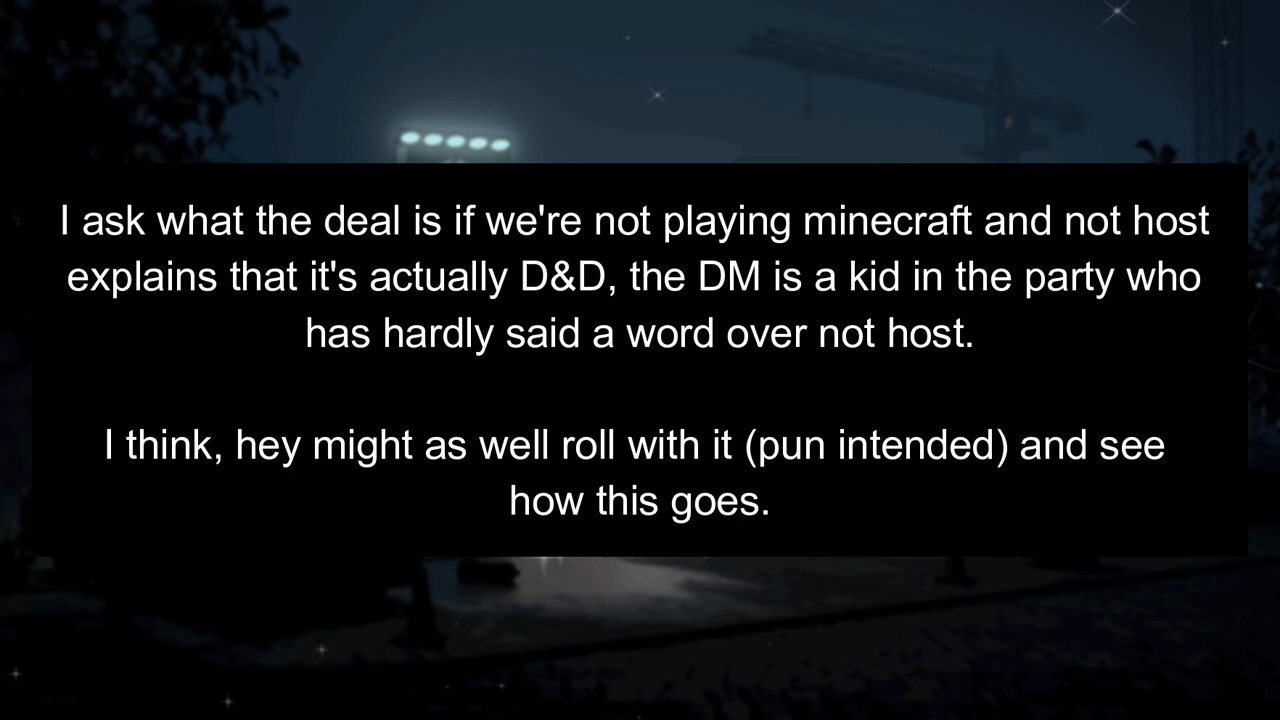 I ask what the deal is if we're not playing minecraft and not host
explains that it's actually D&D, the DM is a kid in the party who
has hardly said a word over not host.
I think, hey might as well roll with it (pun intended) and see
how this goes.